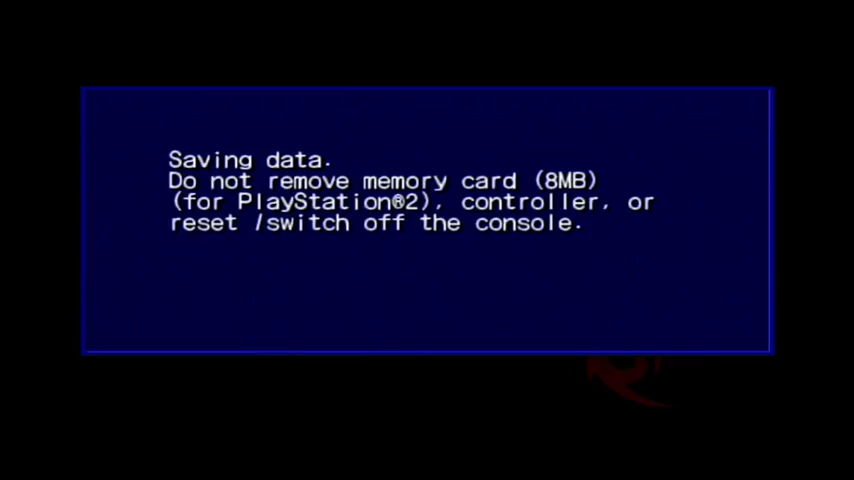 Saving data.
Do not remove memory card (8MB)
(for PlayStation®2), controller, or
reset /switch off the console.